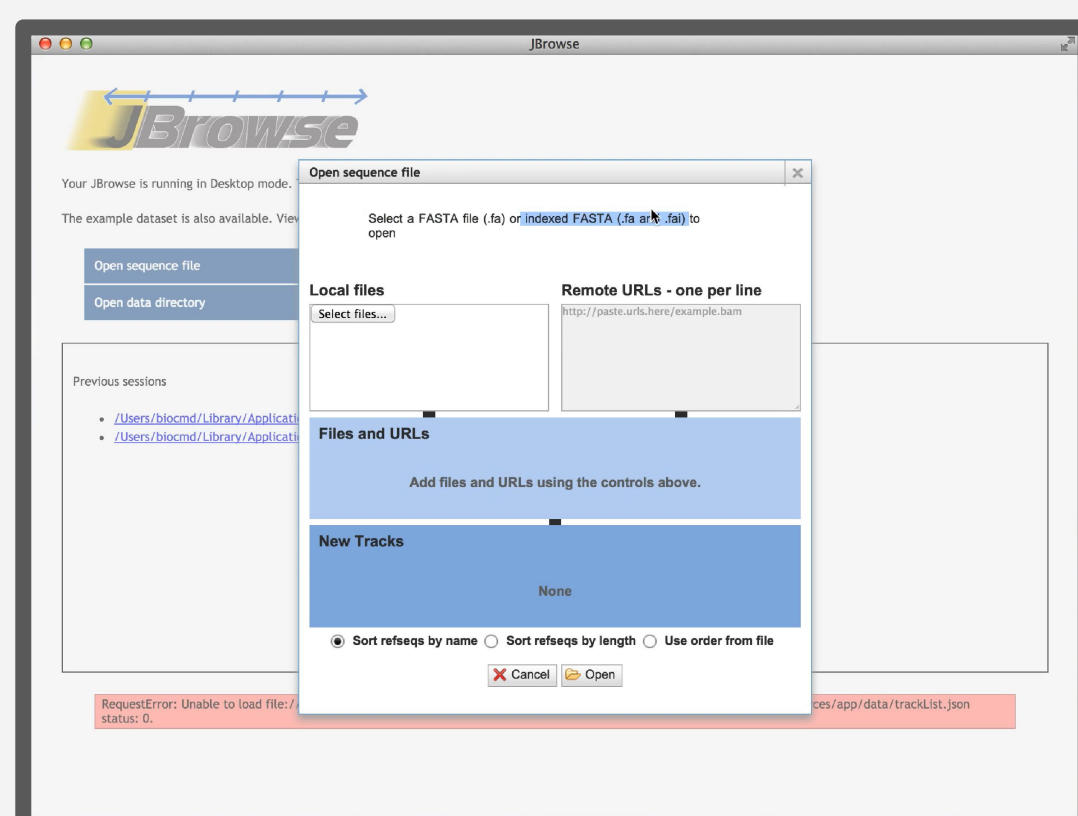 JBrowse
JBrowse
Your JBrowse is running in Desktop mode.
The example dataset is also available. View
Open sequence file
Open data directory
Previous sessions
/Users/biocmd/Library/Applicati
/Users/biocmd/Library/Applicati
Open sequence file
Select a FASTA file (.fa) or indexed FASTA (.fa and .fai) to
open
Local files
Remote URLs - one per line
Select files...
http://paste.urls.here/example.bam
Files and URLs
Add files and URLs using the controls above.
New Tracks
None
Sort refseqs by name Sort refseqs by length Use order from file
Cancel Open
RequestError: Unable to load file:/ ces/app/data/trackList.json
status: 0.